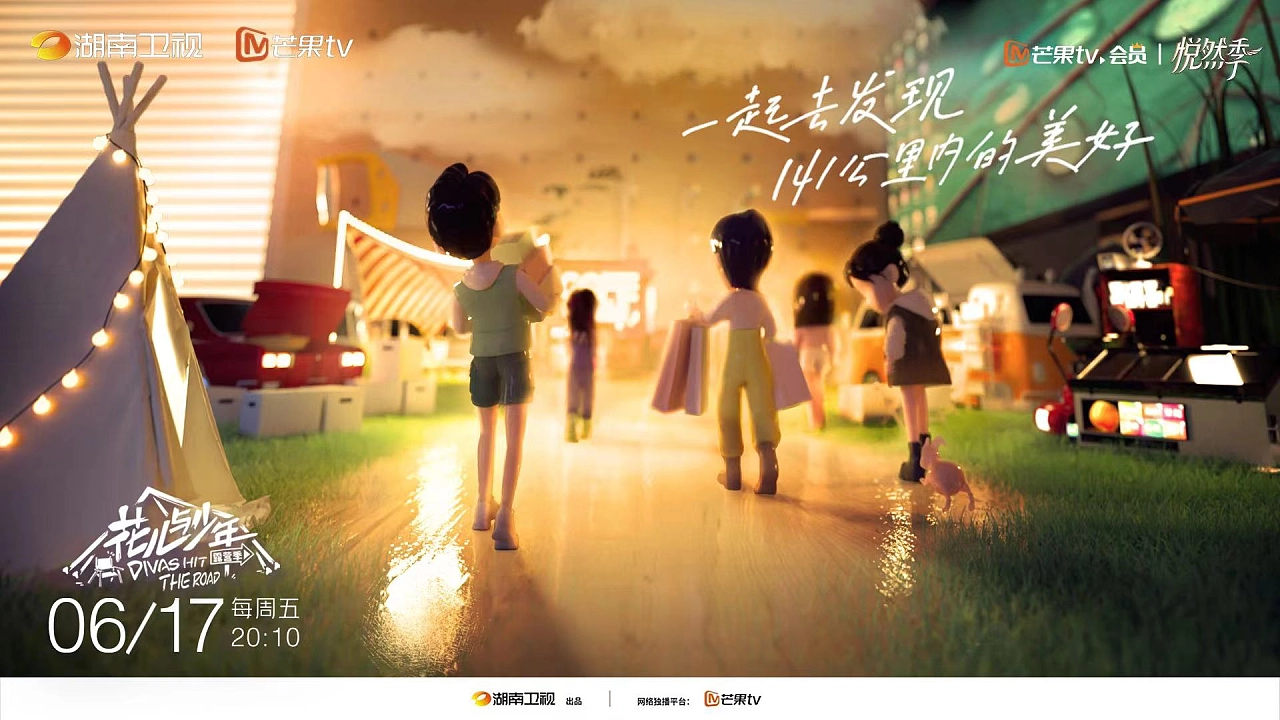 湖南卫视 芒果tv
芒果tv,会员 | 悦然季
一起去发现
141公里内的美好
花儿与少年
DIVAS HIT 露营季
THE ROAD
06/17 每周五
20:10
湖南卫视 出品 | 网络独播平台： 芒果tv